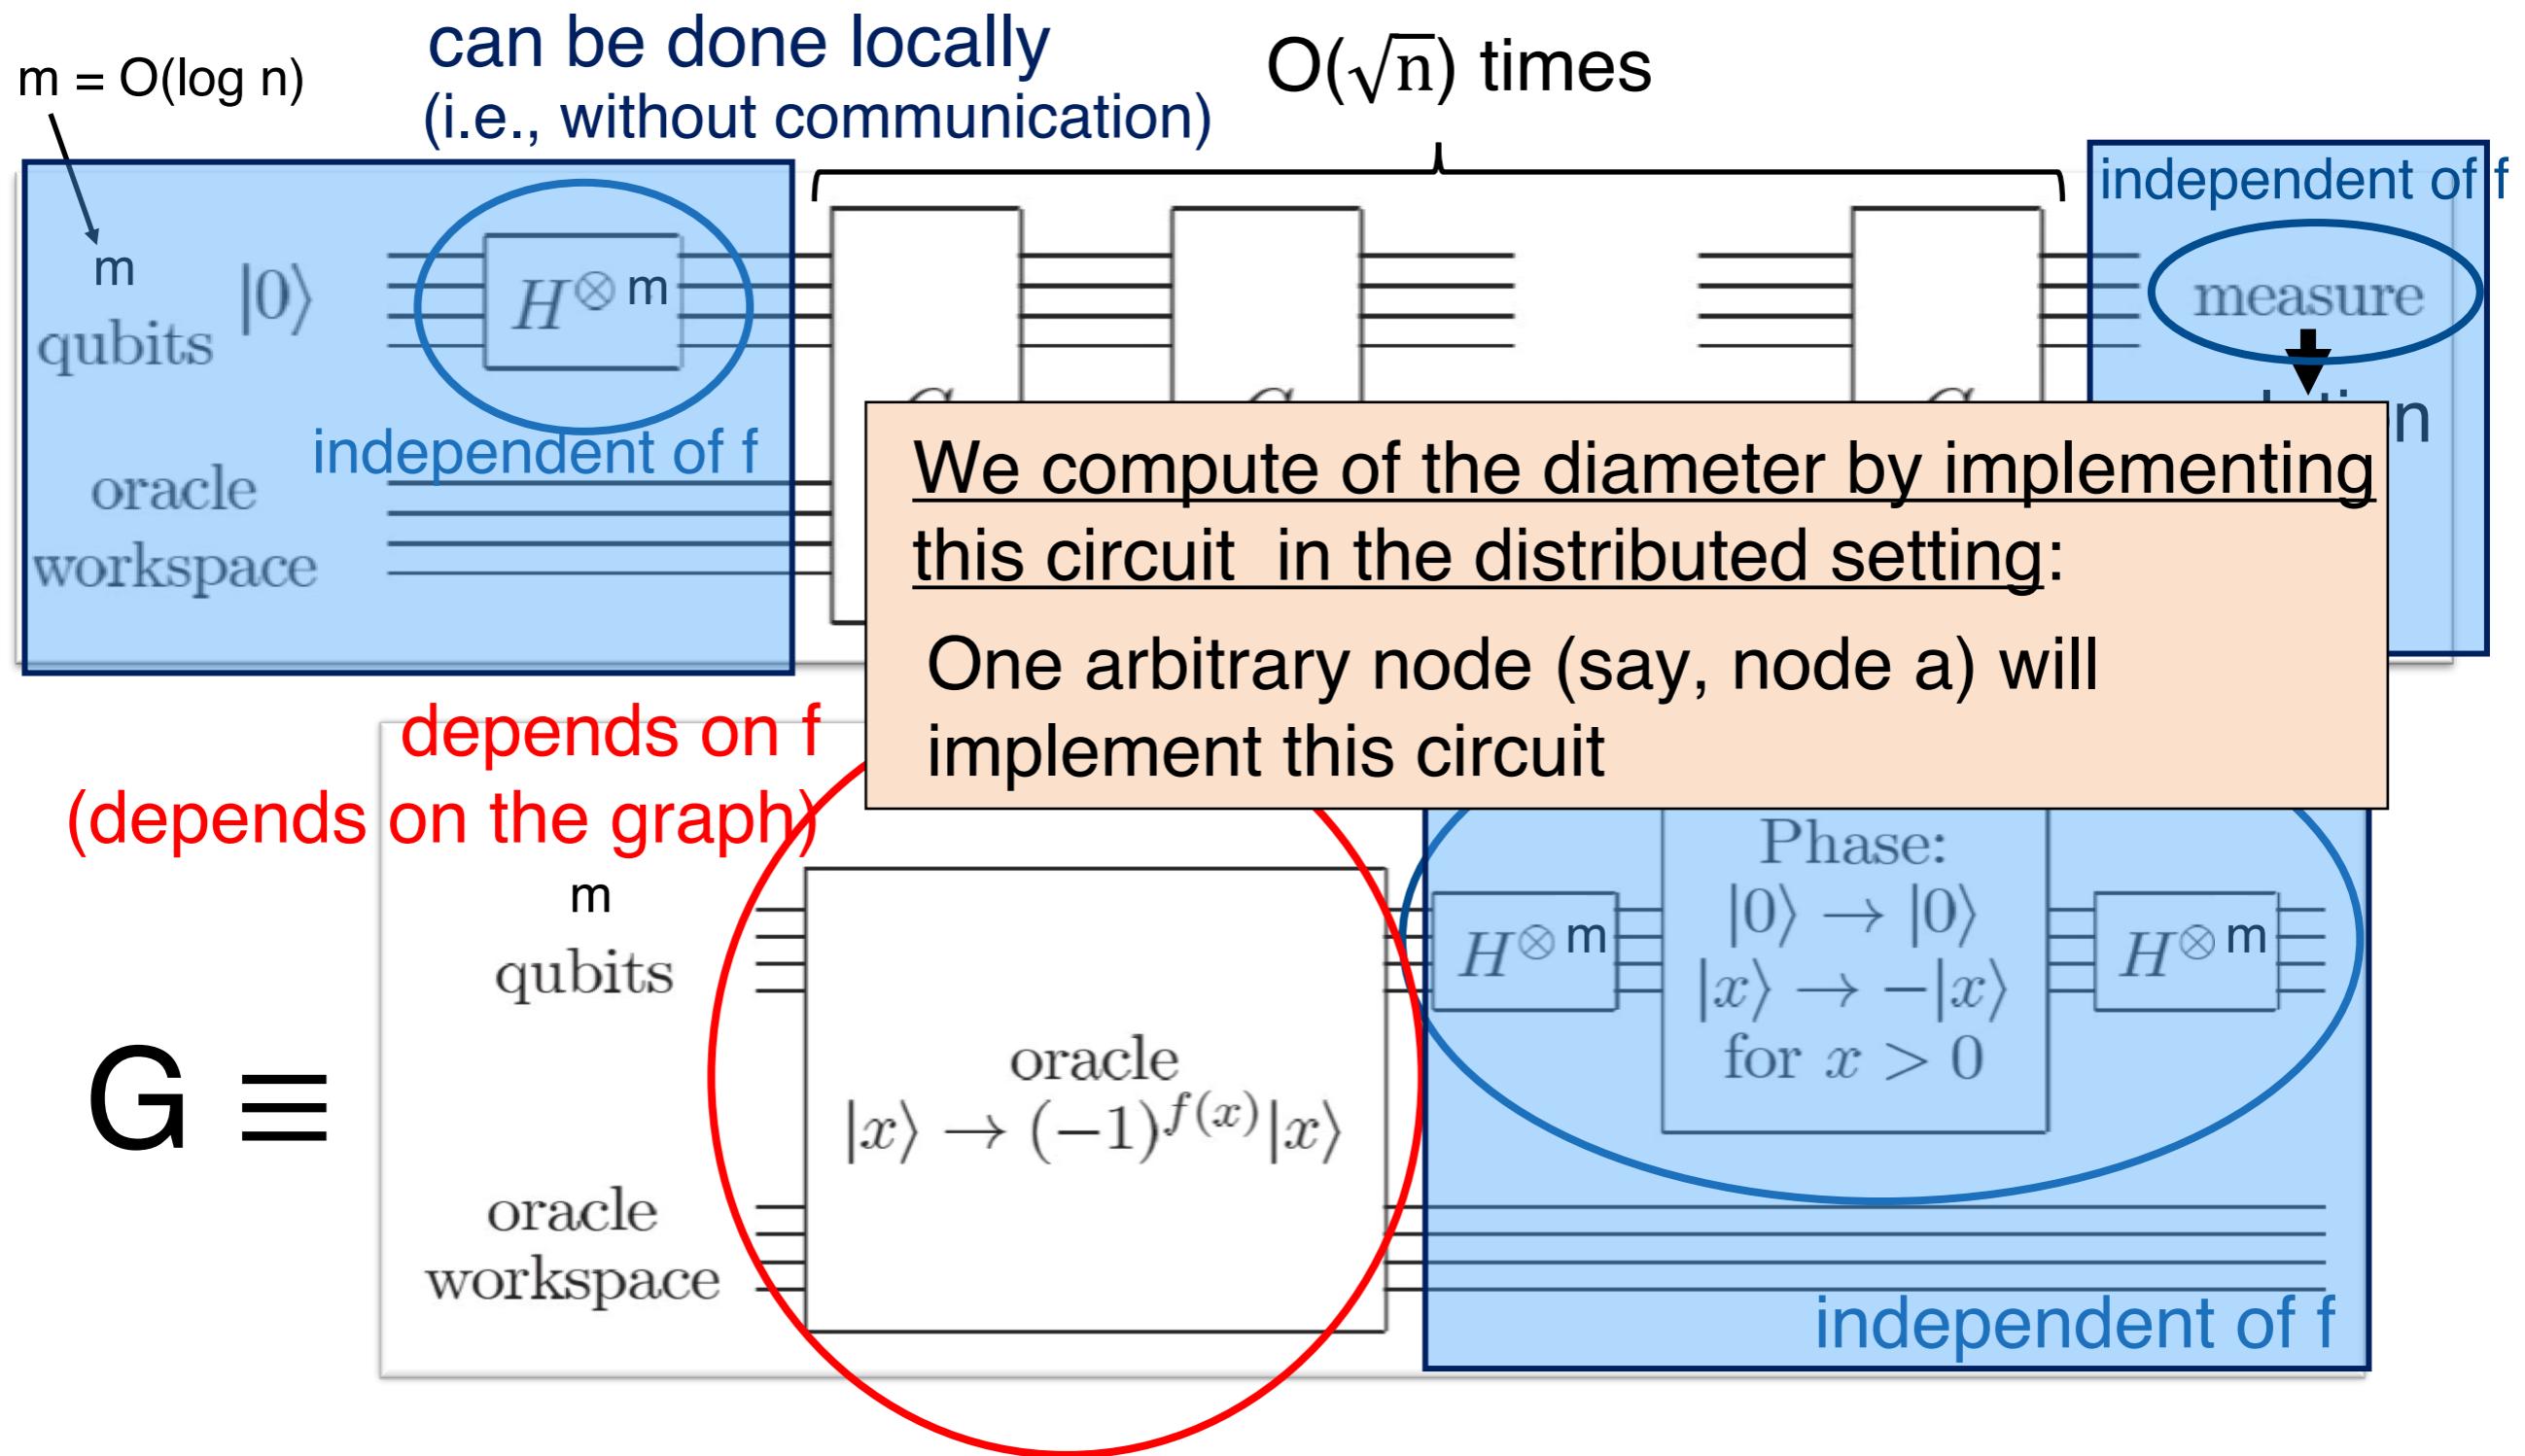 can be done locally
(i.e., without communication)
m = O(log n)
O(√n) times
independent of f
m
qubits
|0⟩
H⊗ m
measure
independent of f
oracle
workspace
We compute of the diameter by implementing
this circuit in the distributed setting:
One arbitrary node (say, node a) will
implement this circuit
depends on f
(depends on the graph)
m
qubits
G ≡
oracle
|x⟩ → (−1)^{f(x)}|x⟩
oracle
workspace
H⊗ m
Phase:
|0⟩ → |0⟩
|x⟩ → −|x⟩
for x > 0
H⊗ m
independent of f